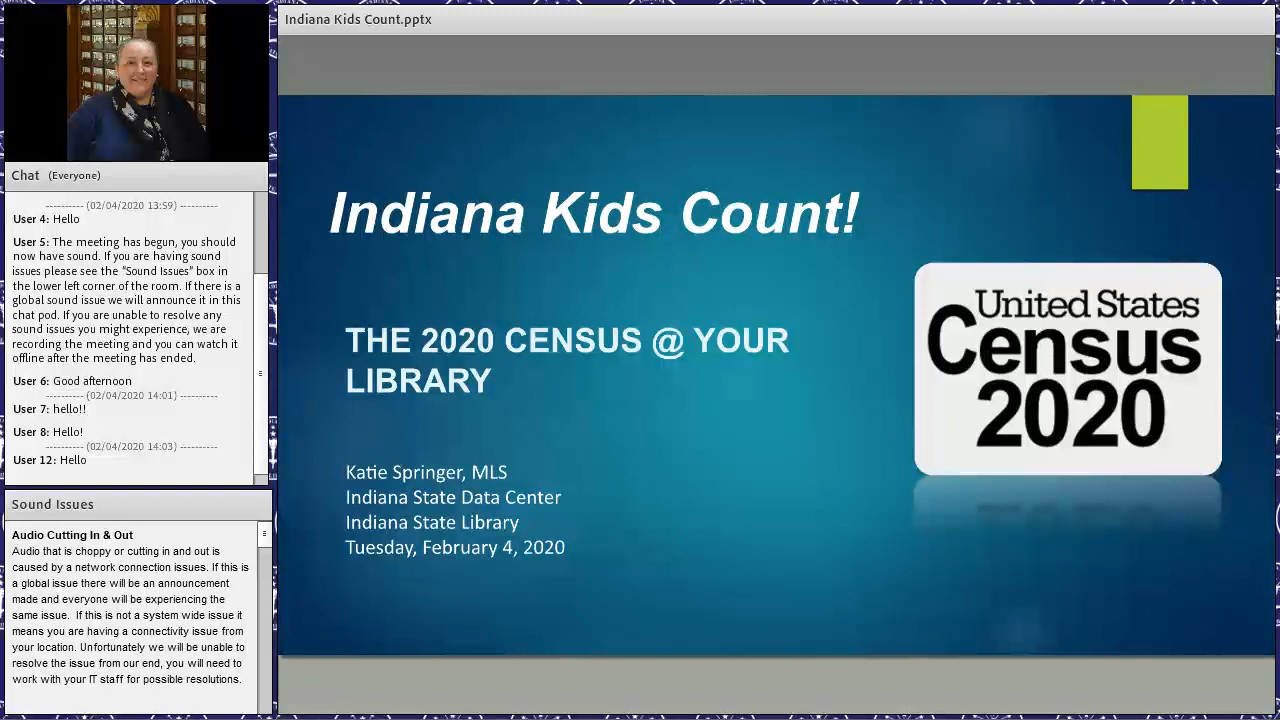 Indiana Kids Count.pptx
Chat (Everyone)
---------- (02/04/2020 13:59) ----------
User 4: Hello
User 5: The meeting has begun, you should
now have sound. If you are having sound
issues please see the "Sound Issues" box in
the lower left corner of the room. If there is a
global sound issue we will announce it in this
chat pod. If you are unable to resolve any
sound issues you might experience, we are
recording the meeting and you can watch it
offline after the meeting has ended.
User 6: Good afternoon
---------- (02/04/2020 14:01) ----------
User 7: hello!!
User 8: Hello!
---------- (02/04/2020 14:03) ----------
User 12: Hello
Sound Issues
Audio Cutting In & Out
Audio that is choppy or cutting in and out is
caused by a network connection issues. If this is
a global issue there will be an announcement
made and everyone will be experiencing the
same issue.  If this is not a system wide issue it
means you are having a connectivity issue from
your location. Unfortunately we will be unable to
resolve the issue from our end, you will need to
work with your IT staff for possible resolutions.
Indiana Kids Count!
THE 2020 CENSUS @ YOUR
LIBRARY
Katie Springer, MLS
Indiana State Data Center
Indiana State Library
Tuesday, February 4, 2020
United States
Census
2020